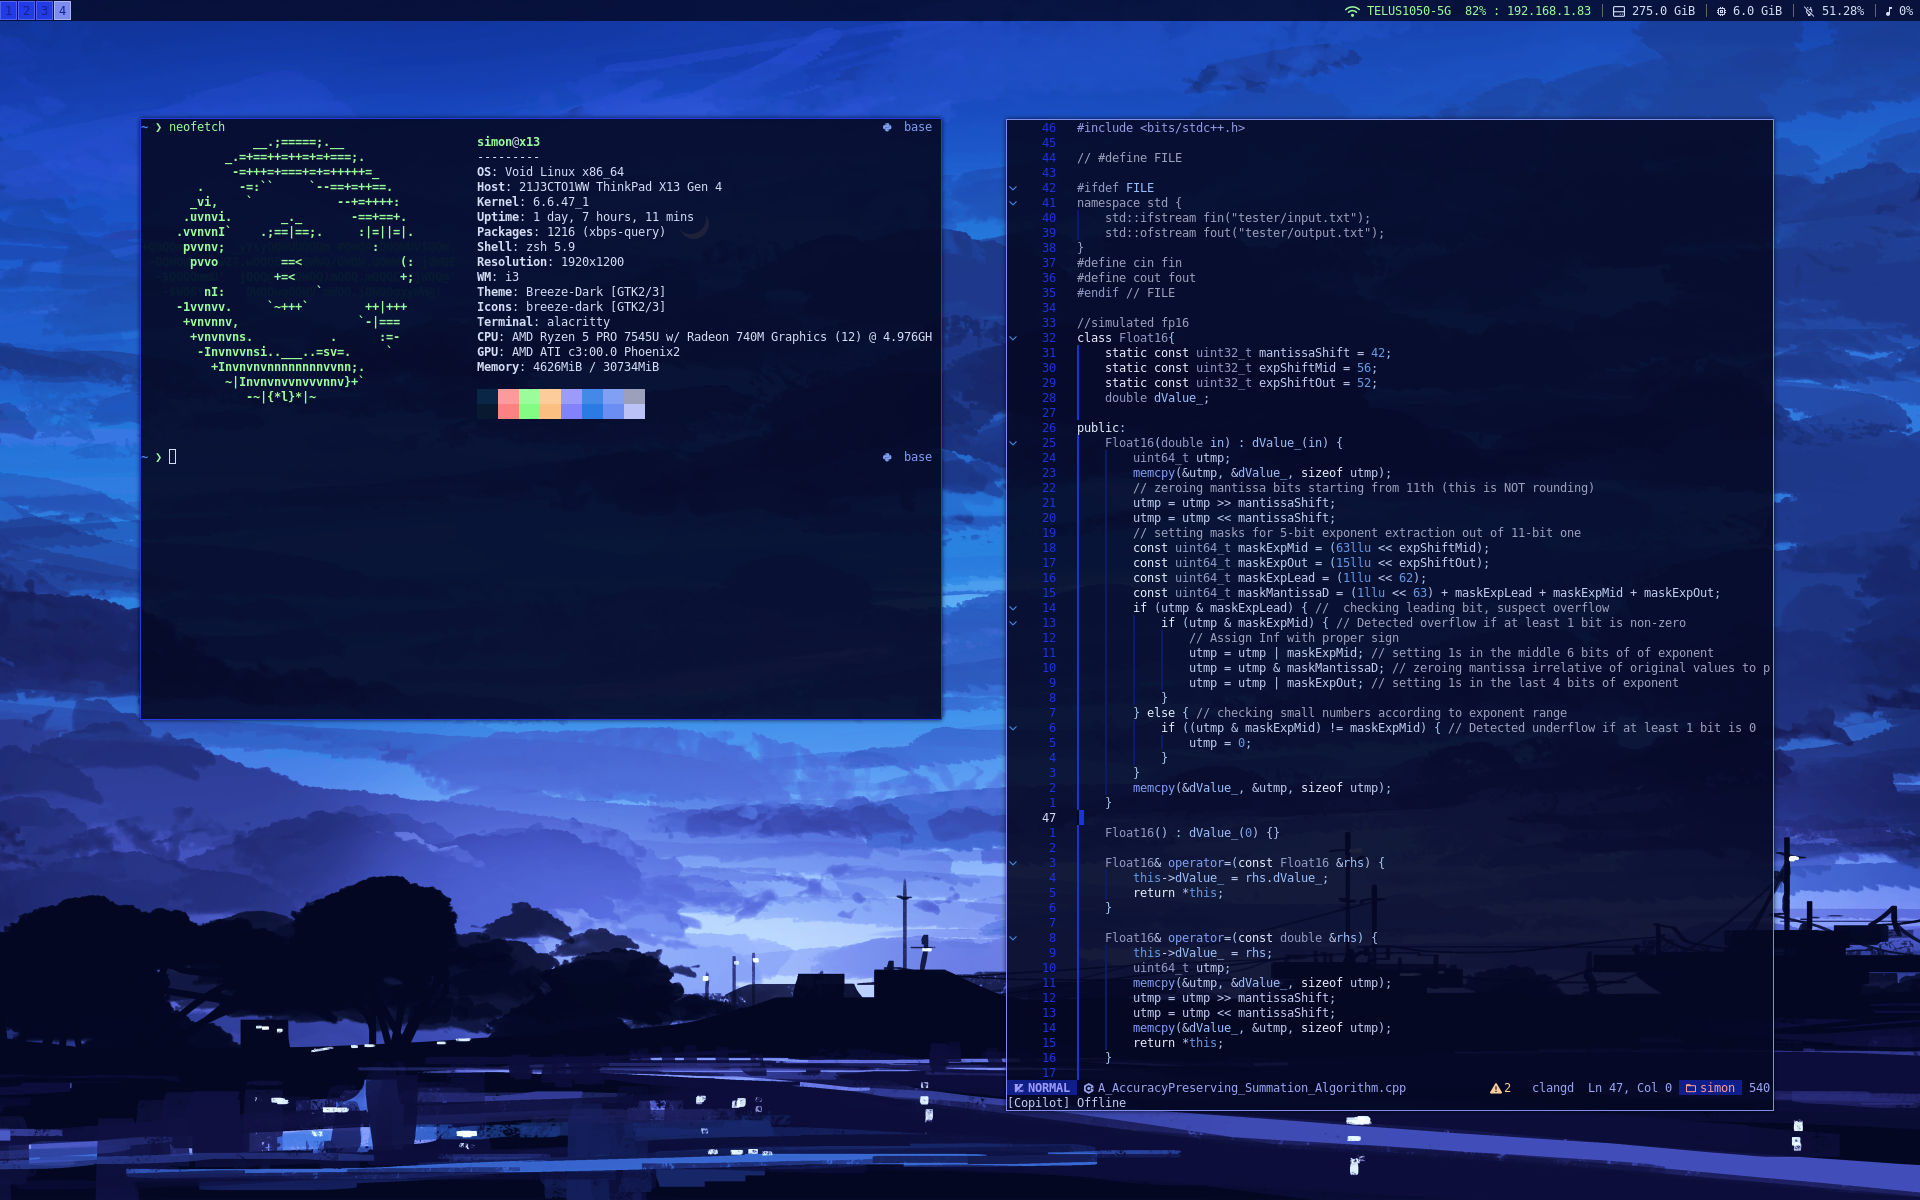 1 2 3 4
TELUS1050-5G 82% : 192.168.1.83 | 275.0 GiB | 6.0 GiB | 51.28% | 0%
~ ❯ neofetch base
simon@x13
---------
OS: Void Linux x86_64
Host: 21J3CTO1WW ThinkPad X13 Gen 4
Kernel: 6.6.47_1
Uptime: 1 day, 7 hours, 11 mins
Packages: 1216 (xbps-query)
Shell: zsh 5.9
Resolution: 1920x1200
WM: i3
Theme: Breeze-Dark [GTK2/3]
Icons: breeze-dark [GTK2/3]
Terminal: alacritty
CPU: AMD Ryzen 5 PRO 7545U w/ Radeon 740M Graphics (12) @ 4.976GH
GPU: AMD ATI c3:00.0 Phoenix2
Memory: 4626MiB / 30734MiB
~ ❯ base
46 #include <bits/stdc++.h>
45
44 // #define FILE
43
42 #ifdef FILE
41 namespace std {
40     std::ifstream fin("tester/input.txt");
39     std::ofstream fout("tester/output.txt");
38 }
37 #define cin fin
36 #define cout fout
35 #endif // FILE
34
33 //simulated fp16
32 class Float16{
31     static const uint32_t mantissaShift = 42;
30     static const uint32_t expShiftMid = 56;
29     static const uint32_t expShiftOut = 52;
28     double dValue_;
27
26 public:
25     Float16(double in) : dValue_(in) {
24         uint64_t utmp;
23         memcpy(&utmp, &dValue_, sizeof utmp);
22         // zeroing mantissa bits starting from 11th (this is NOT rounding)
21         utmp = utmp >> mantissaShift;
20         utmp = utmp << mantissaShift;
19         // setting masks for 5-bit exponent extraction out of 11-bit one
18         const uint64_t maskExpMid = (63llu << expShiftMid);
17         const uint64_t maskExpOut = (15llu << expShiftOut);
16         const uint64_t maskExpLead = (1llu << 62);
15         const uint64_t maskMantissaD = (1llu << 63) + maskExpLead + maskExpMid + maskExpOut;
14         if (utmp & maskExpLead) { //  checking leading bit, suspect overflow
13             if (utmp & maskExpMid) { // Detected overflow if at least 1 bit is non-zero
12                 // Assign Inf with proper sign
11                 utmp = utmp | maskExpMid; // setting 1s in the middle 6 bits of of exponent
10                 utmp = utmp & maskMantissaD; // zeroing mantissa irrelative of original values to p
9                 utmp = utmp | maskExpOut; // setting 1s in the last 4 bits of exponent
8             }
7         } else { // checking small numbers according to exponent range
6             if ((utmp & maskExpMid) != maskExpMid) { // Detected underflow if at least 1 bit is 0
5                 utmp = 0;
4             }
3         }
2         memcpy(&dValue_, &utmp, sizeof utmp);
1     }
47
1     Float16() : dValue_(0) {}
2
3     Float16& operator=(const Float16 &rhs) {
4         this->dValue_ = rhs.dValue_;
5         return *this;
6     }
7
8     Float16& operator=(const double &rhs) {
9         this->dValue_ = rhs;
10         uint64_t utmp;
11         memcpy(&utmp, &dValue_, sizeof utmp);
12         utmp = utmp >> mantissaShift;
13         utmp = utmp << mantissaShift;
14         memcpy(&dValue_, &utmp, sizeof utmp);
15         return *this;
16     }
17
NORMAL A_AccuracyPreserving_Summation_Algorithm.cpp 2 clangd Ln 47, Col 0 simon 540
[Copilot] Offline